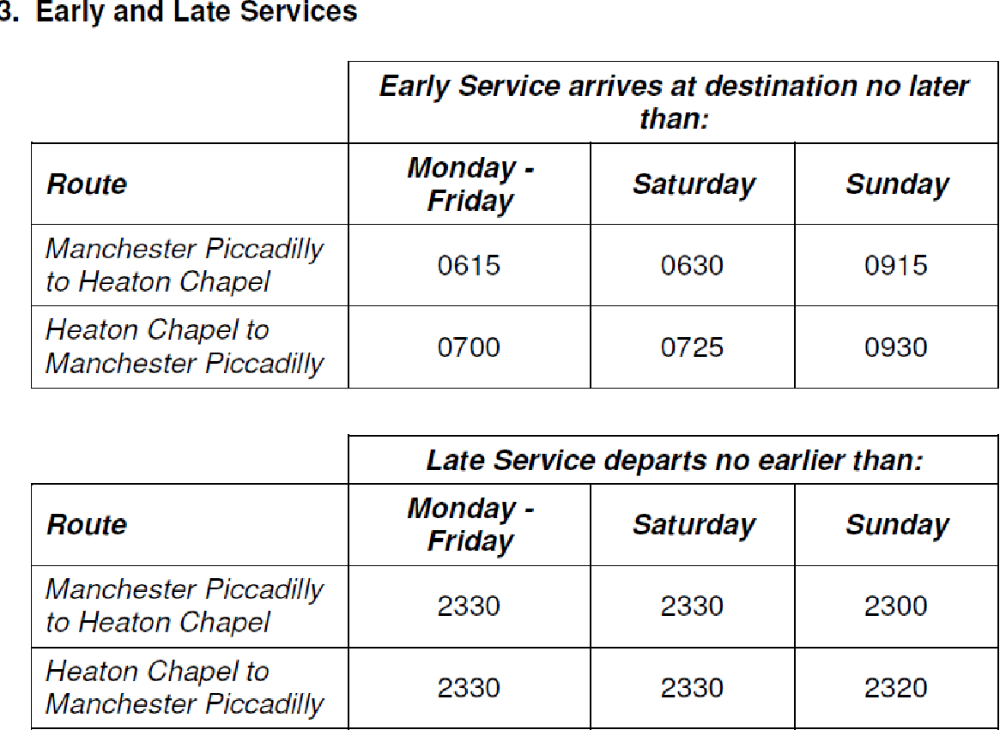 3. Early and Late Services
Early Service arrives at destination no later
than:
Route
Monday -
Friday
Saturday
Sunday
Manchester Piccadilly
to Heaton Chapel
0615
0630
0915
Heaton Chapel to
Manchester Piccadilly
0700
0725
0930
Late Service departs no earlier than:
Route
Monday -
Friday
Saturday
Sunday
Manchester Piccadilly
to Heaton Chapel
2330
2330
2300
Heaton Chapel to
Manchester Piccadilly
2330
2330
2320